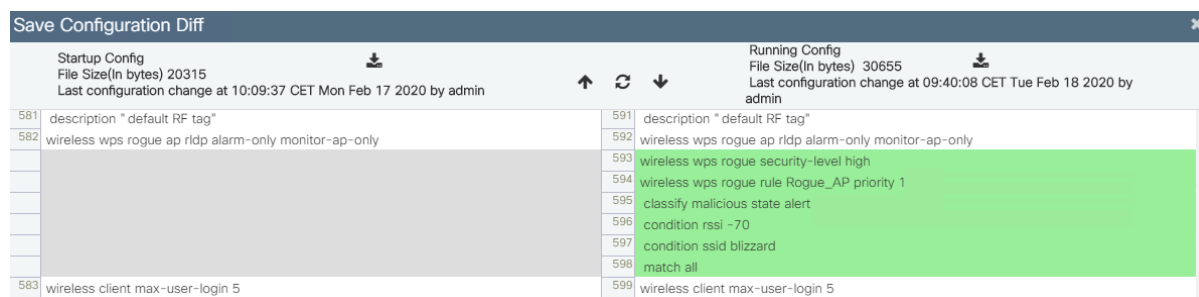 Save Configuration Diff
Startup Config
File Size(In bytes) 20315
Last configuration change at 10:09:37 CET Mon Feb 17 2020 by admin
Running Config
File Size(In bytes) 30655
Last configuration change at 09:40:08 CET Tue Feb 18 2020 by
admin
581 description " default RF tag"
582 wireless wps rogue ap rldp alarm-only monitor-ap-only
583 wireless client max-user-login 5
591 description " default RF tag"
592 wireless wps rogue ap rldp alarm-only monitor-ap-only
593 wireless wps rogue security-level high
594 wireless wps rogue rule Rogue_AP priority 1
595 classify malicious state alert
596 condition rssi -70
597 condition ssid blizzard
598 match all
599 wireless client max-user-login 5